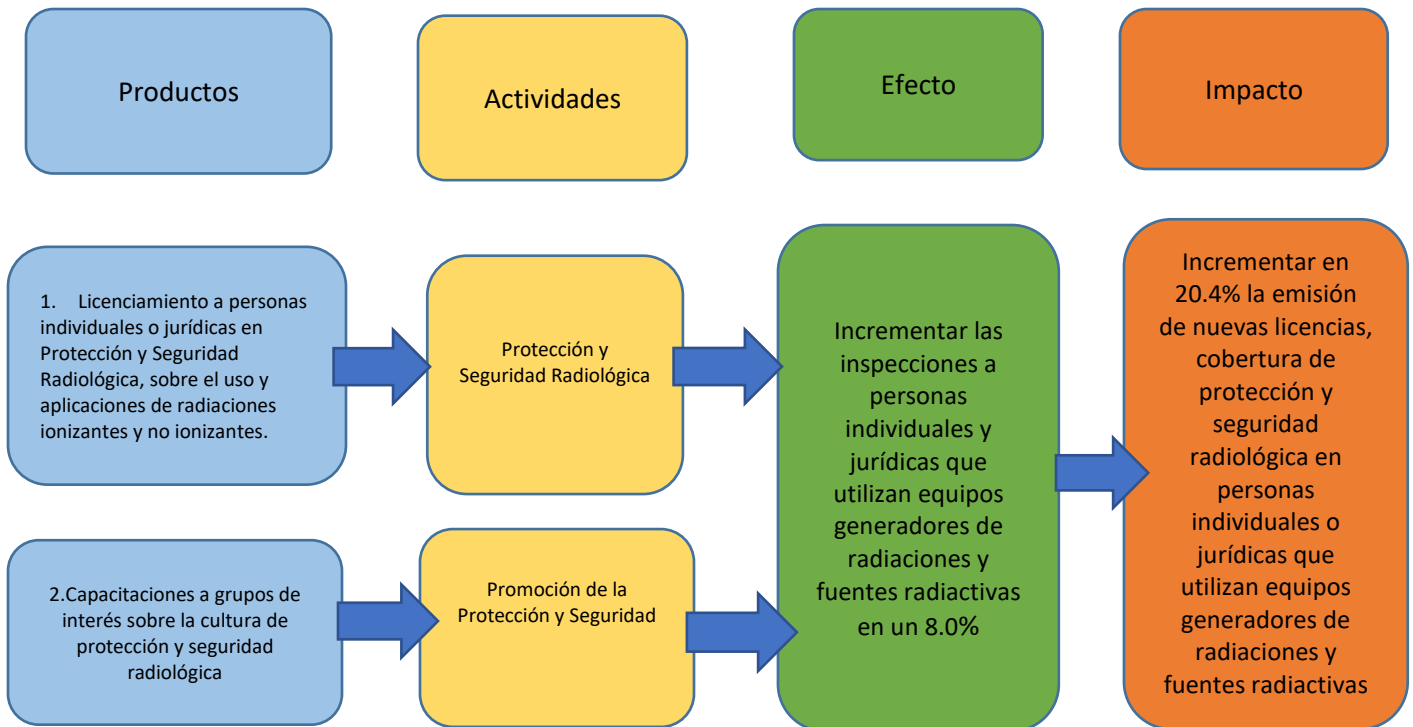 Productos
Actividades
Efecto
Impacto
1. Licenciamiento a personas
individuales o jurídicas en
Protección y Seguridad
Radiológica, sobre el uso y
aplicaciones de radiaciones
ionizantes y no ionizantes.
Protección y
Seguridad Radiológica
2.Capacitaciones a grupos de
interés sobre la cultura de
protección y seguridad
radiológica
Promoción de la
Protección y Seguridad
Incrementar las
inspecciones a
personas
individuales y
jurídicas que
utilizan equipos
generadores de
radiaciones y
fuentes radiactivas
en un 8.0%
Incrementar en
20.4% la emisión
de nuevas licencias,
cobertura de
protección y
seguridad
radiológica en
personas
individuales o
jurídicas que
utilizan equipos
generadores de
radiaciones y
fuentes radiactivas